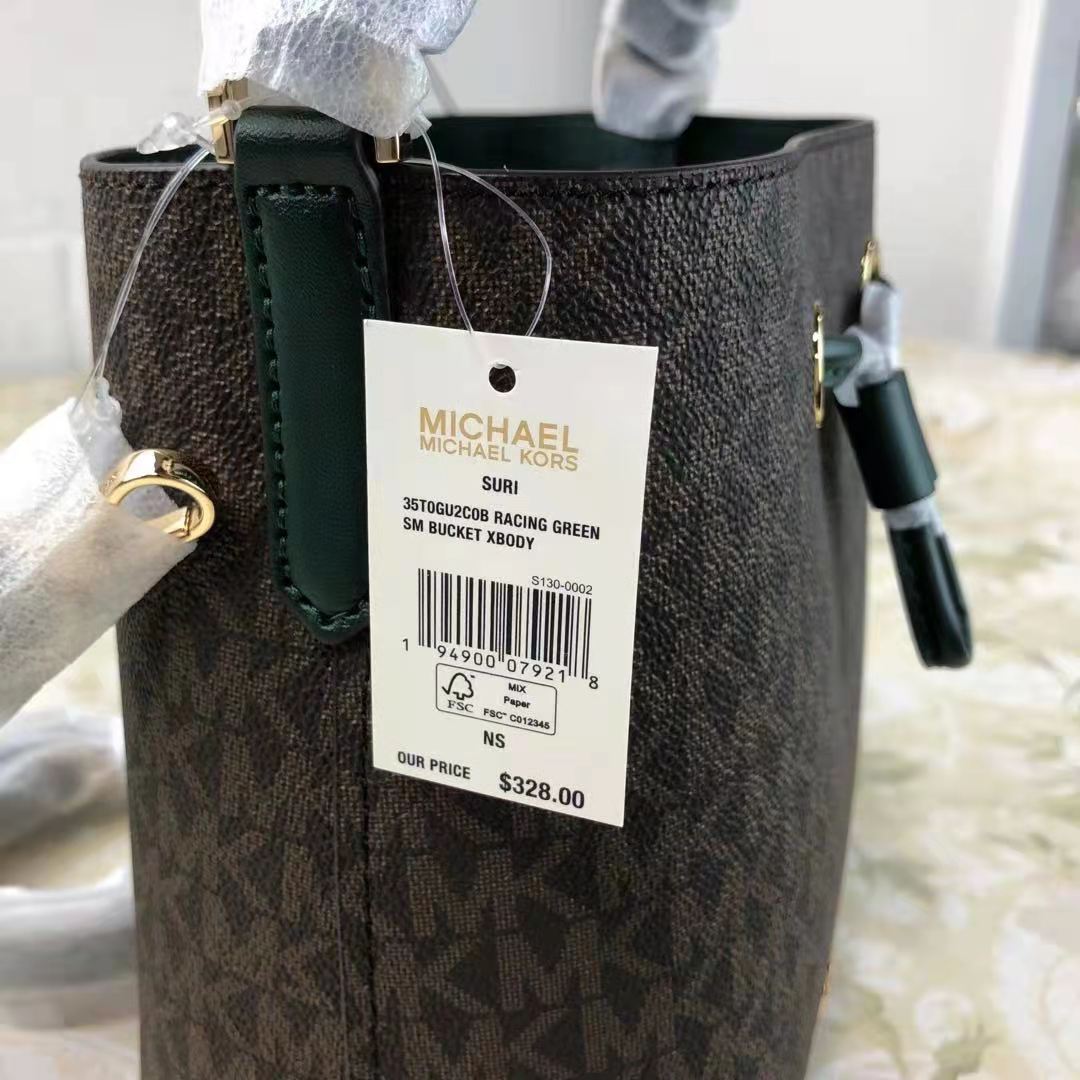 MICHAEL
MICHAEL KORS
SURI
35T0GU2C0B RACING GREEN
SM BUCKET XBODY
S130-0002
1 94900 07921 8
FSC
MIX
Paper
FSC™ C012345
NS
OUR PRICE $328.00